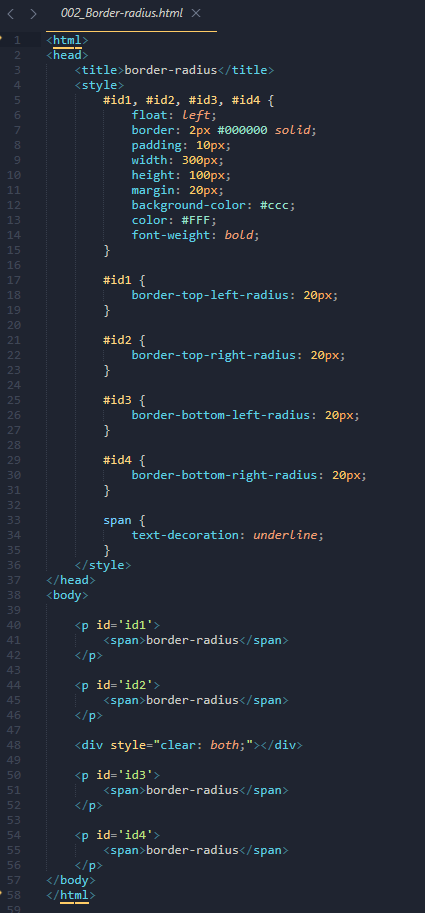 002_Border-radius.html
1 <html>
2 <head>
3     <title>border-radius</title>
4     <style>
5         #id1, #id2, #id3, #id4 {
6             float: left;
7             border: 2px #000000 solid;
8             padding: 10px;
9             width: 300px;
10             height: 100px;
11             margin: 20px;
12             background-color: #ccc;
13             color: #FFF;
14             font-weight: bold;
15         }
16
17         #id1 {
18             border-top-left-radius: 20px;
19         }
20
21         #id2 {
22             border-top-right-radius: 20px;
23         }
24
25         #id3 {
26             border-bottom-left-radius: 20px;
27         }
28
29         #id4 {
30             border-bottom-right-radius: 20px;
31         }
32
33         span {
34             text-decoration: underline;
35         }
36     </style>
37 </head>
38 <body>
39
40     <p id='id1'>
41         <span>border-radius</span>
42     </p>
43
44     <p id='id2'>
45         <span>border-radius</span>
46     </p>
47
48     <div style="clear: both;"></div>
49
50     <p id='id3'>
51         <span>border-radius</span>
52     </p>
53
54     <p id='id4'>
55         <span>border-radius</span>
56     </p>
57 </body>
58 </html>
59